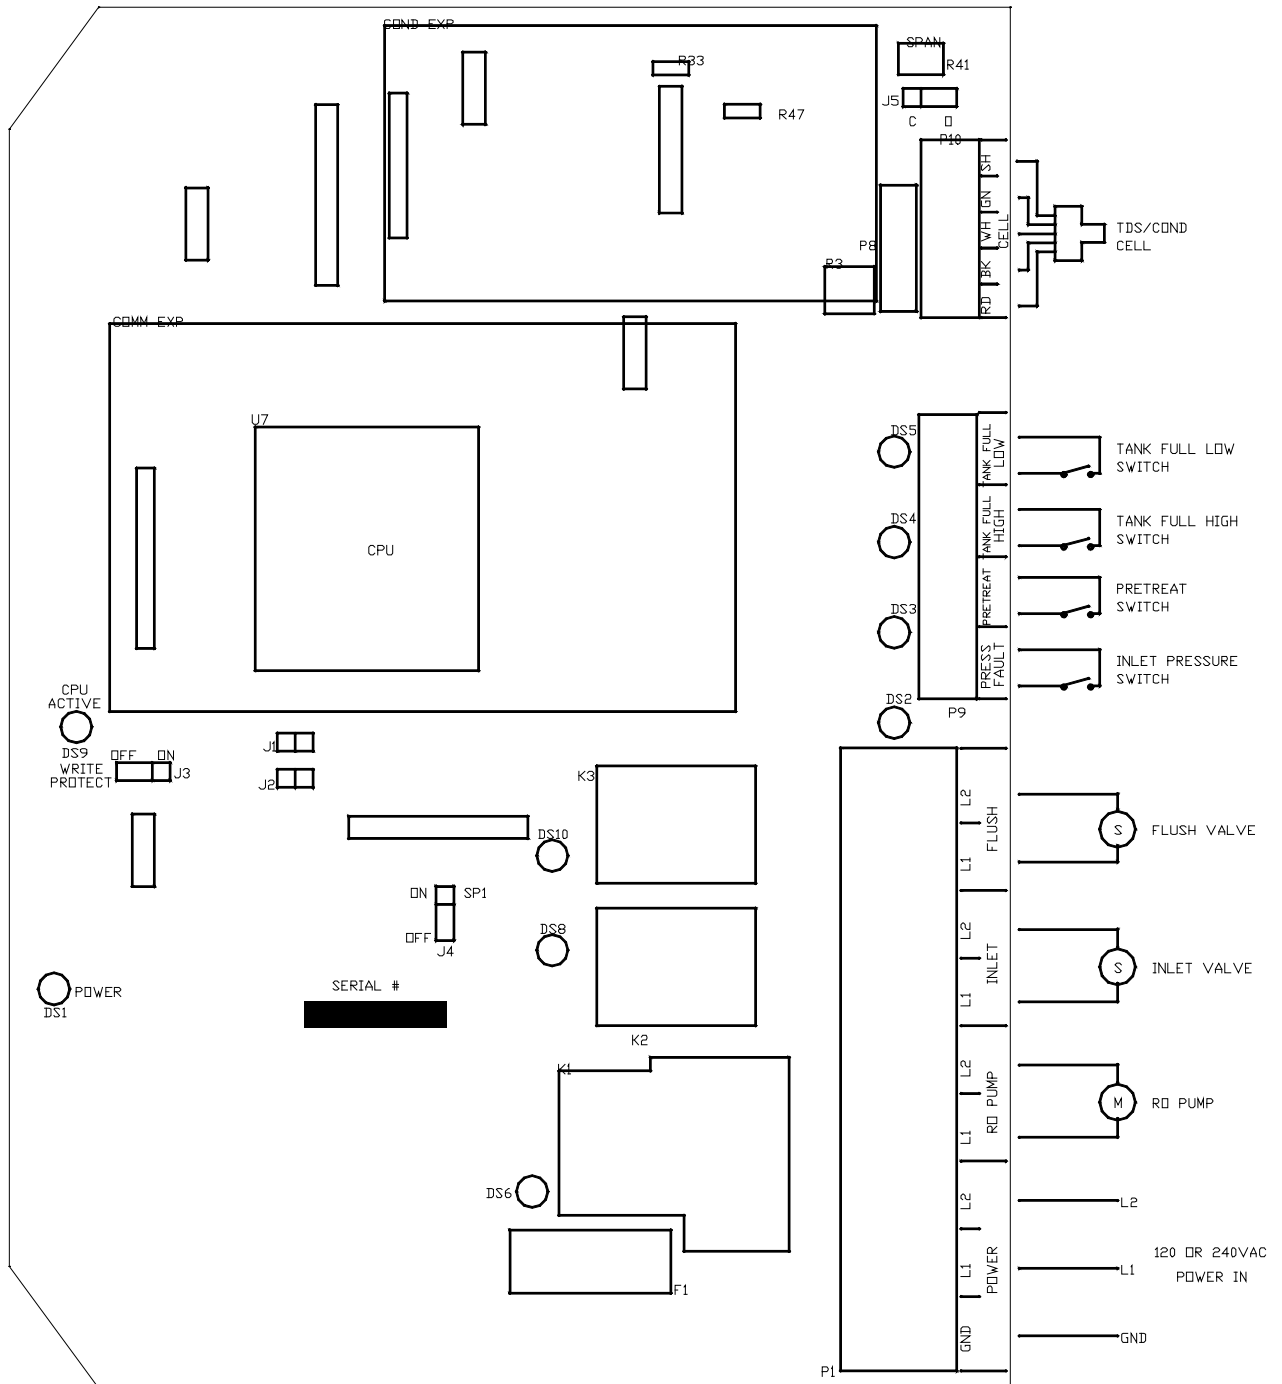 COND EXP
SPAN
R33
R41
J5
R47
C O
P10
SH
GN
WH
BK
RD
CELL
TDS/COND
CELL
P8
R3
COMM EXP
U7
CPU
DS5
TANK FULL
LOW
TANK FULL LOW
SWITCH
DS4
TANK FULL
HIGH
TANK FULL HIGH
SWITCH
DS3
PRETREAT
PRETREAT
SWITCH
PRESS
FAULT
INLET PRESSURE
SWITCH
DS2
P9
CPU
ACTIVE
DS9
OFF ON
WRITE
PROTECT
J3
J1
J2
K3
DS10
ON
SP1
OFF
J4
DS8
SERIAL #
POWER
DS1
K2
K1
DS6
F1
L2
L1
FLUSH
FLUSH VALVE
L2
L1
INLET
INLET VALVE
L2
L1
RO PUMP
RO PUMP
L2
L1
GND
POWER
L2
L1
120 OR 240VAC
POWER IN
GND
P1